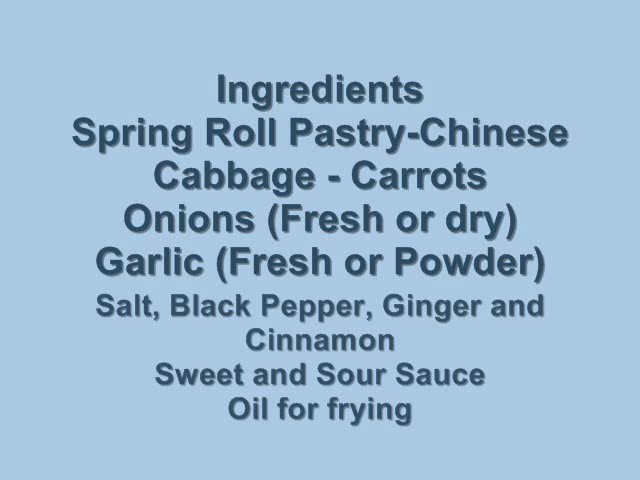 Ingredients
Spring Roll Pastry-Chinese
Cabbage - Carrots
Onions (Fresh or dry)
Garlic (Fresh or Powder)
Salt, Black Pepper, Ginger and
Cinnamon
Sweet and Sour Sauce
Oil for frying